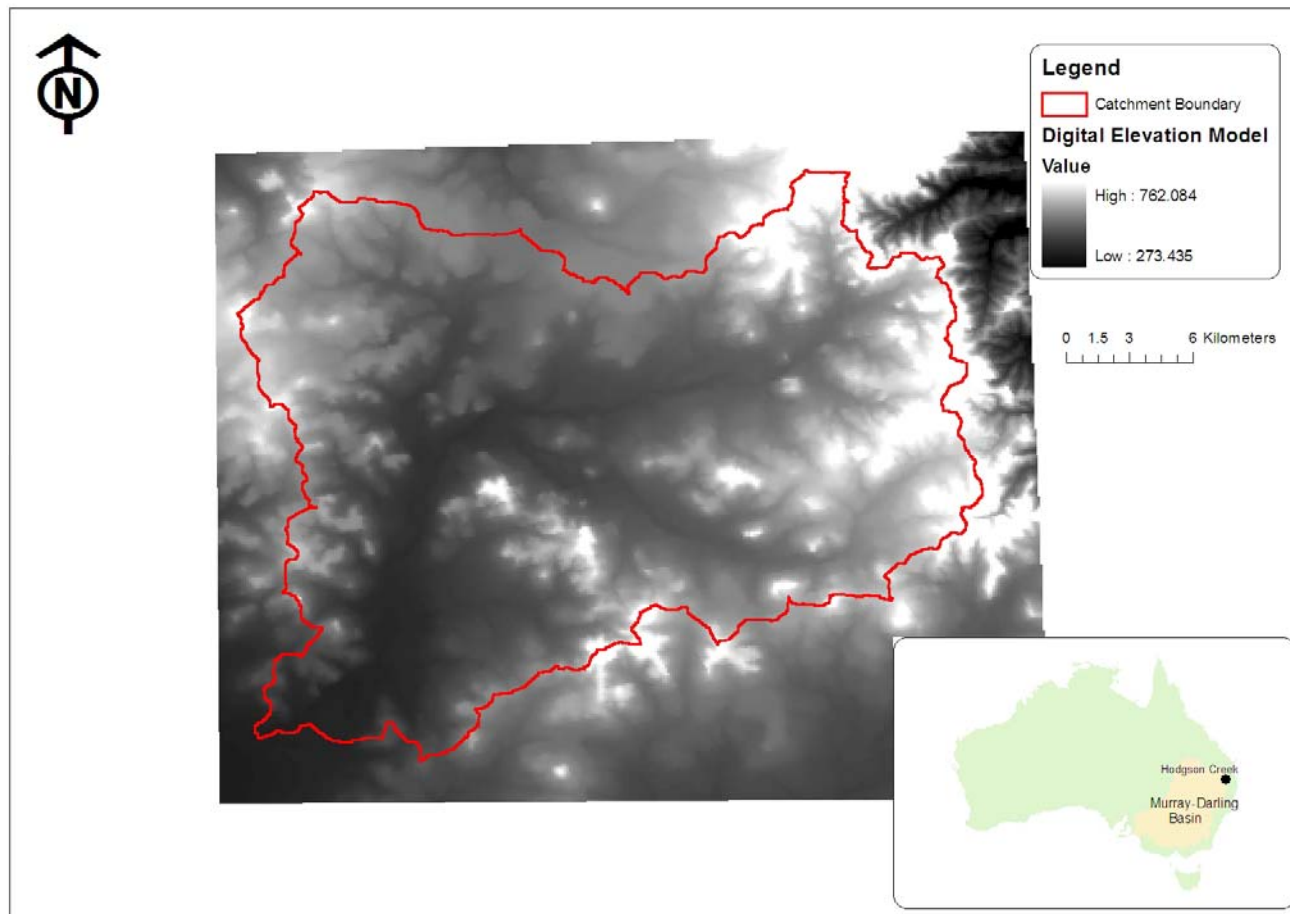 N
Legend
Catchment Boundary
Digital Elevation Model
Value
High : 762.084
Low : 273.435
0 1.5 3 6 Kilometers
Hodgson Creek
Murray-Darling
Basin